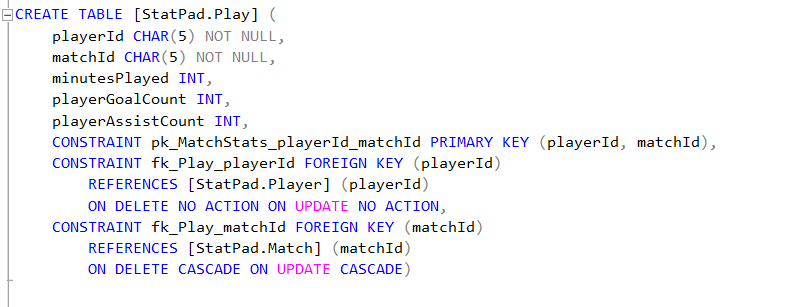 CREATE TABLE [StatPad.Play] (
playerId CHAR(5) NOT NULL,
matchId CHAR(5) NOT NULL,
minutesPlayed INT,
playerGoalCount INT,
playerAssistCount INT,
CONSTRAINT pk_MatchStats_playerId_matchId PRIMARY KEY (playerId, matchId),
CONSTRAINT fk_Play_playerId FOREIGN KEY (playerId)
REFERENCES [StatPad.Player] (playerId)
ON DELETE NO ACTION ON UPDATE NO ACTION,
CONSTRAINT fk_Play_matchId FOREIGN KEY (matchId)
REFERENCES [StatPad.Match] (matchId)
ON DELETE CASCADE ON UPDATE CASCADE)